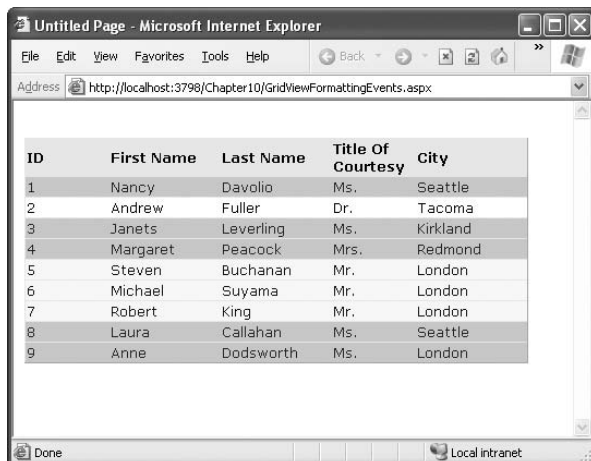 Untitled Page - Microsoft Internet Explorer
File Edit View Favorites Tools Help Back »
Address http://localhost:3798/Chapter10/GridViewFormattingEvents.aspx
ID First Name Last Name Title Of Courtesy City
1 Nancy Davolio Ms. Seattle
2 Andrew Fuller Dr. Tacoma
3 Janets Leverling Ms. Kirkland
4 Margaret Peacock Mrs. Redmond
5 Steven Buchanan Mr. London
6 Michael Suyama Mr. London
7 Robert King Mr. London
8 Laura Callahan Ms. Seattle
9 Anne Dodsworth Ms. London
Done Local intranet